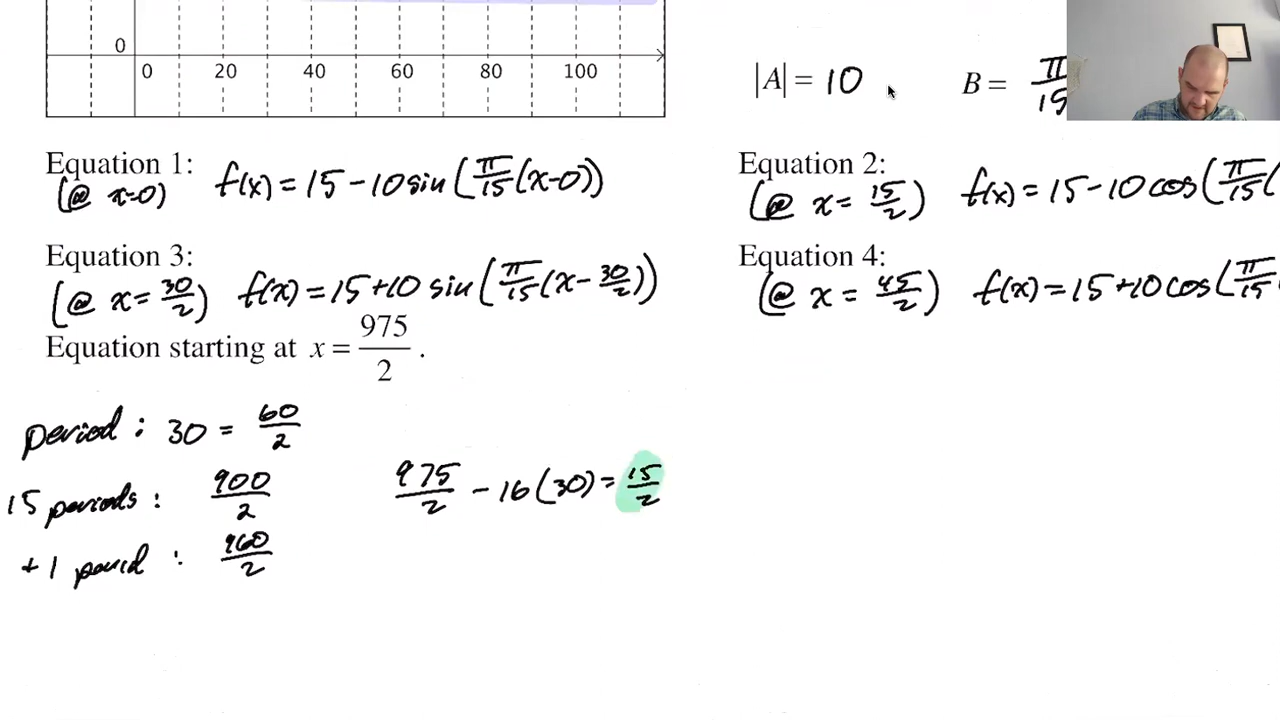 0
0 20 40 60 80 100
|A| = 10 B = π/15
Equation 1: f(x) = 15 - 10 sin(π/15(x-0))
(@ x=0)
Equation 2: f(x) = 15 - 10 cos(π/15(
(@ x = 15/2)
Equation 3: f(x) = 15 + 10 sin(π/15(x - 30/2))
(@ x = 30/2)
Equation 4: f(x) = 15 + 10 cos(π/15
(@ x = 45/2)
Equation starting at x = 975/2 .
period : 30 = 60/2
15 periods : 900/2
975/2 - 16(30) = 15/2
+ 1 period : 960/2